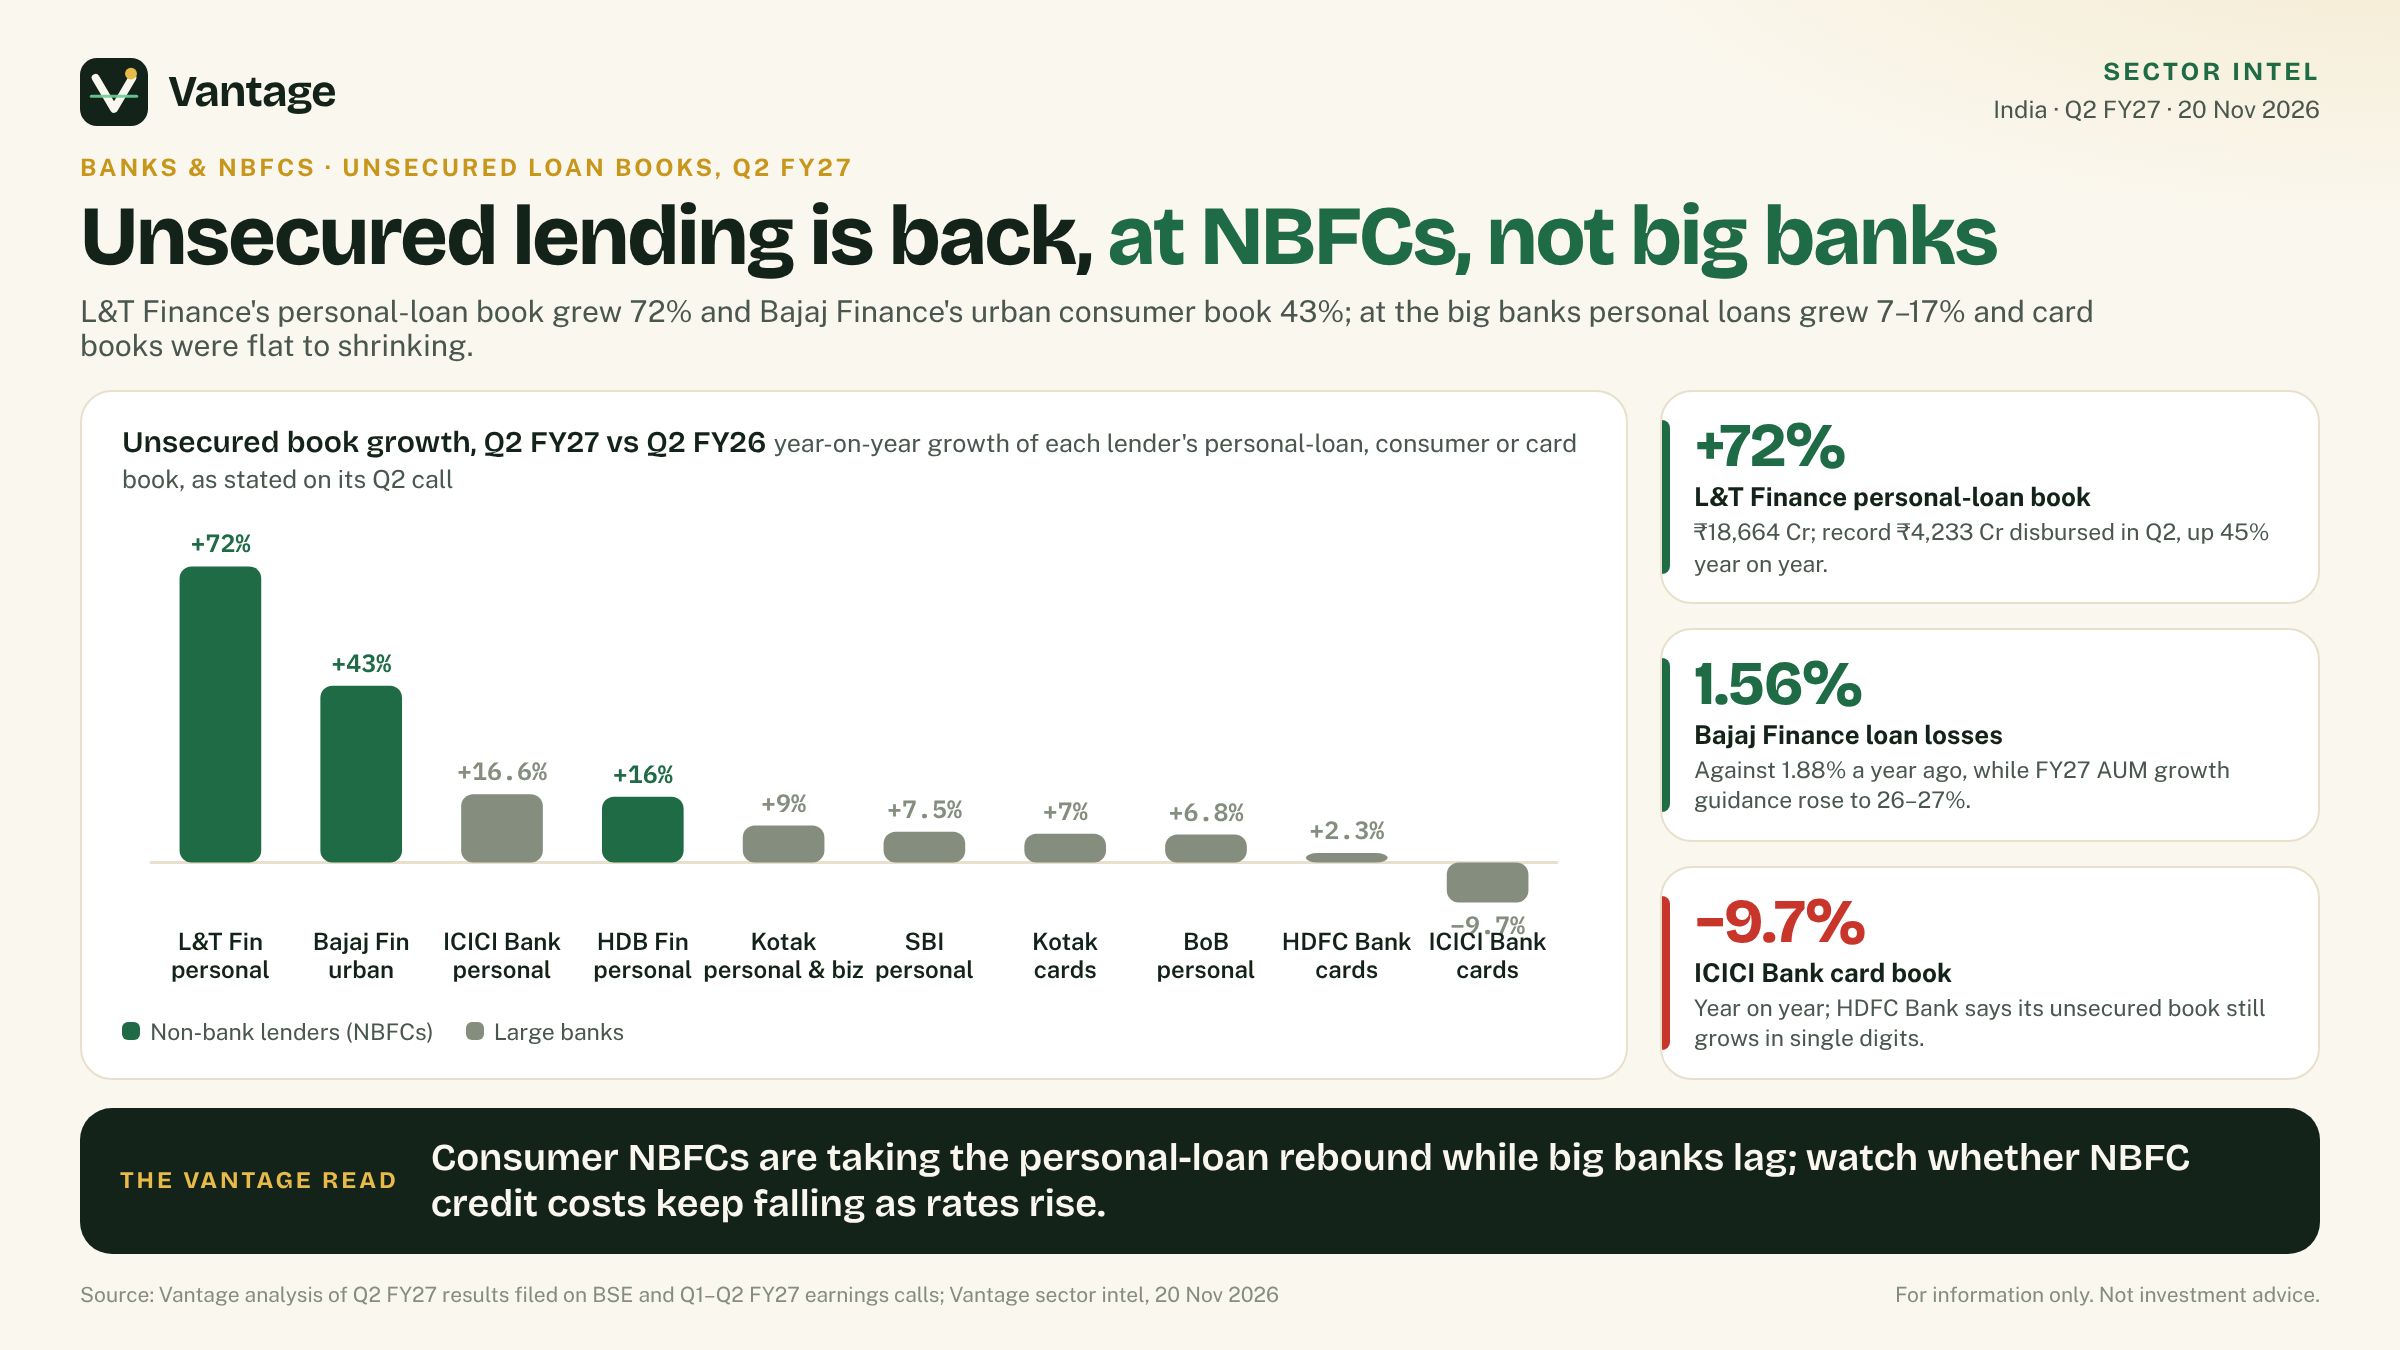 Vantage
SECTOR INTEL
India · Q2 FY27 · 20 Nov 2026
BANKS & NBFCS · UNSECURED LOAN BOOKS, Q2 FY27
Unsecured lending is back, at NBFCs, not big banks
L&T Finance's personal-loan book grew 72% and Bajaj Finance's urban consumer book 43%; at the big banks personal loans grew 7–17% and card
books were flat to shrinking.
Unsecured book growth, Q2 FY27 vs Q2 FY26 year-on-year growth of each lender's personal-loan, consumer or card
book, as stated on its Q2 call
+72%
+43%
+16.6%
+16%
+9%
+7.5%
+7%
+6.8%
+2.3%
−9.7%
L&T Fin
personal
Bajaj Fin
urban
ICICI Bank
personal
HDB Fin
personal
Kotak
personal & biz
SBI
personal
Kotak
cards
BoB
personal
HDFC Bank
cards
ICICI Bank
cards
Non-bank lenders (NBFCs)
Large banks
+72%
L&T Finance personal-loan book
₹18,664 Cr; record ₹4,233 Cr disbursed in Q2, up 45%
year on year.
1.56%
Bajaj Finance loan losses
Against 1.88% a year ago, while FY27 AUM growth
guidance rose to 26–27%.
−9.7%
ICICI Bank card book
Year on year; HDFC Bank says its unsecured book still
grows in single digits.
THE VANTAGE READ
Consumer NBFCs are taking the personal-loan rebound while big banks lag; watch whether NBFC
credit costs keep falling as rates rise.
Source: Vantage analysis of Q2 FY27 results filed on BSE and Q1–Q2 FY27 earnings calls; Vantage sector intel, 20 Nov 2026
For information only. Not investment advice.